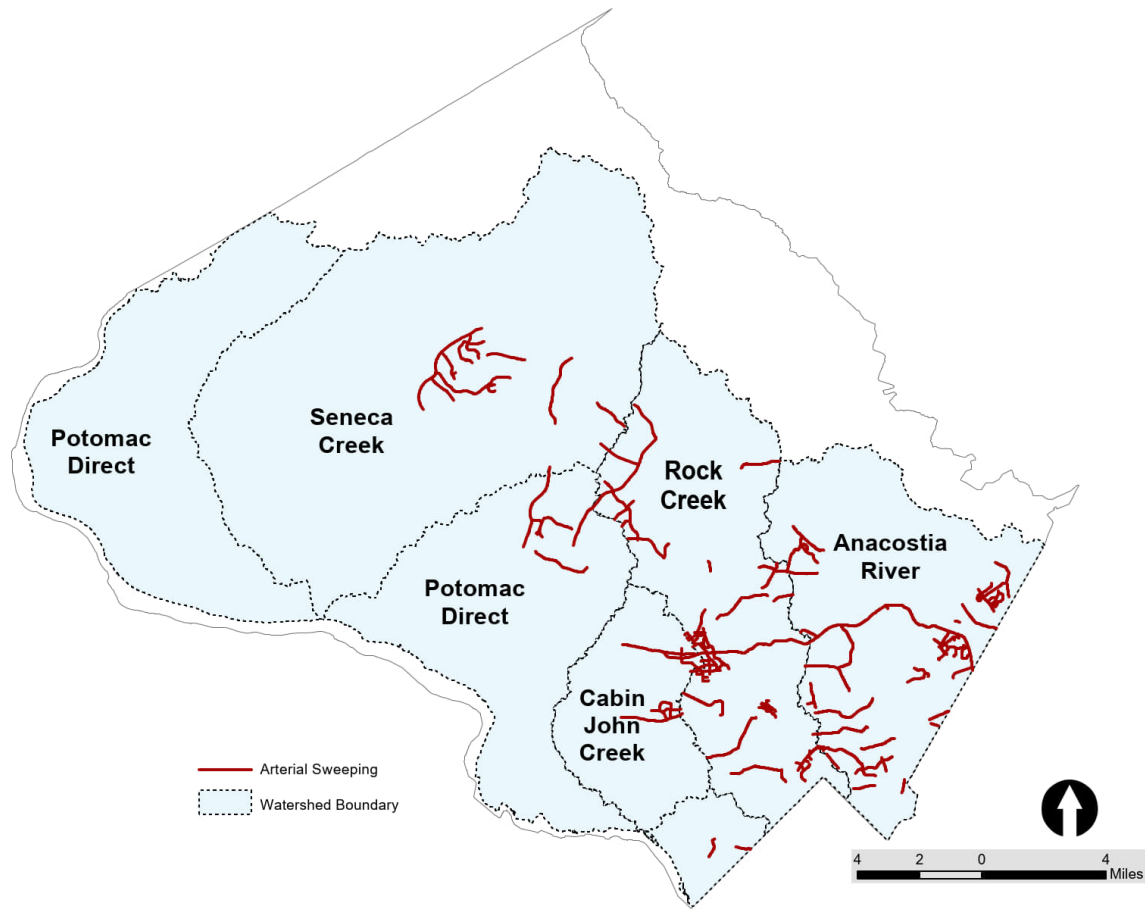 Seneca
Creek
Potomac
Direct
Rock
Creek
Anacostia
River
Potomac
Direct
Cabin
John
Creek
Arterial Sweeping
Watershed Boundary
4 2 0 4
Miles